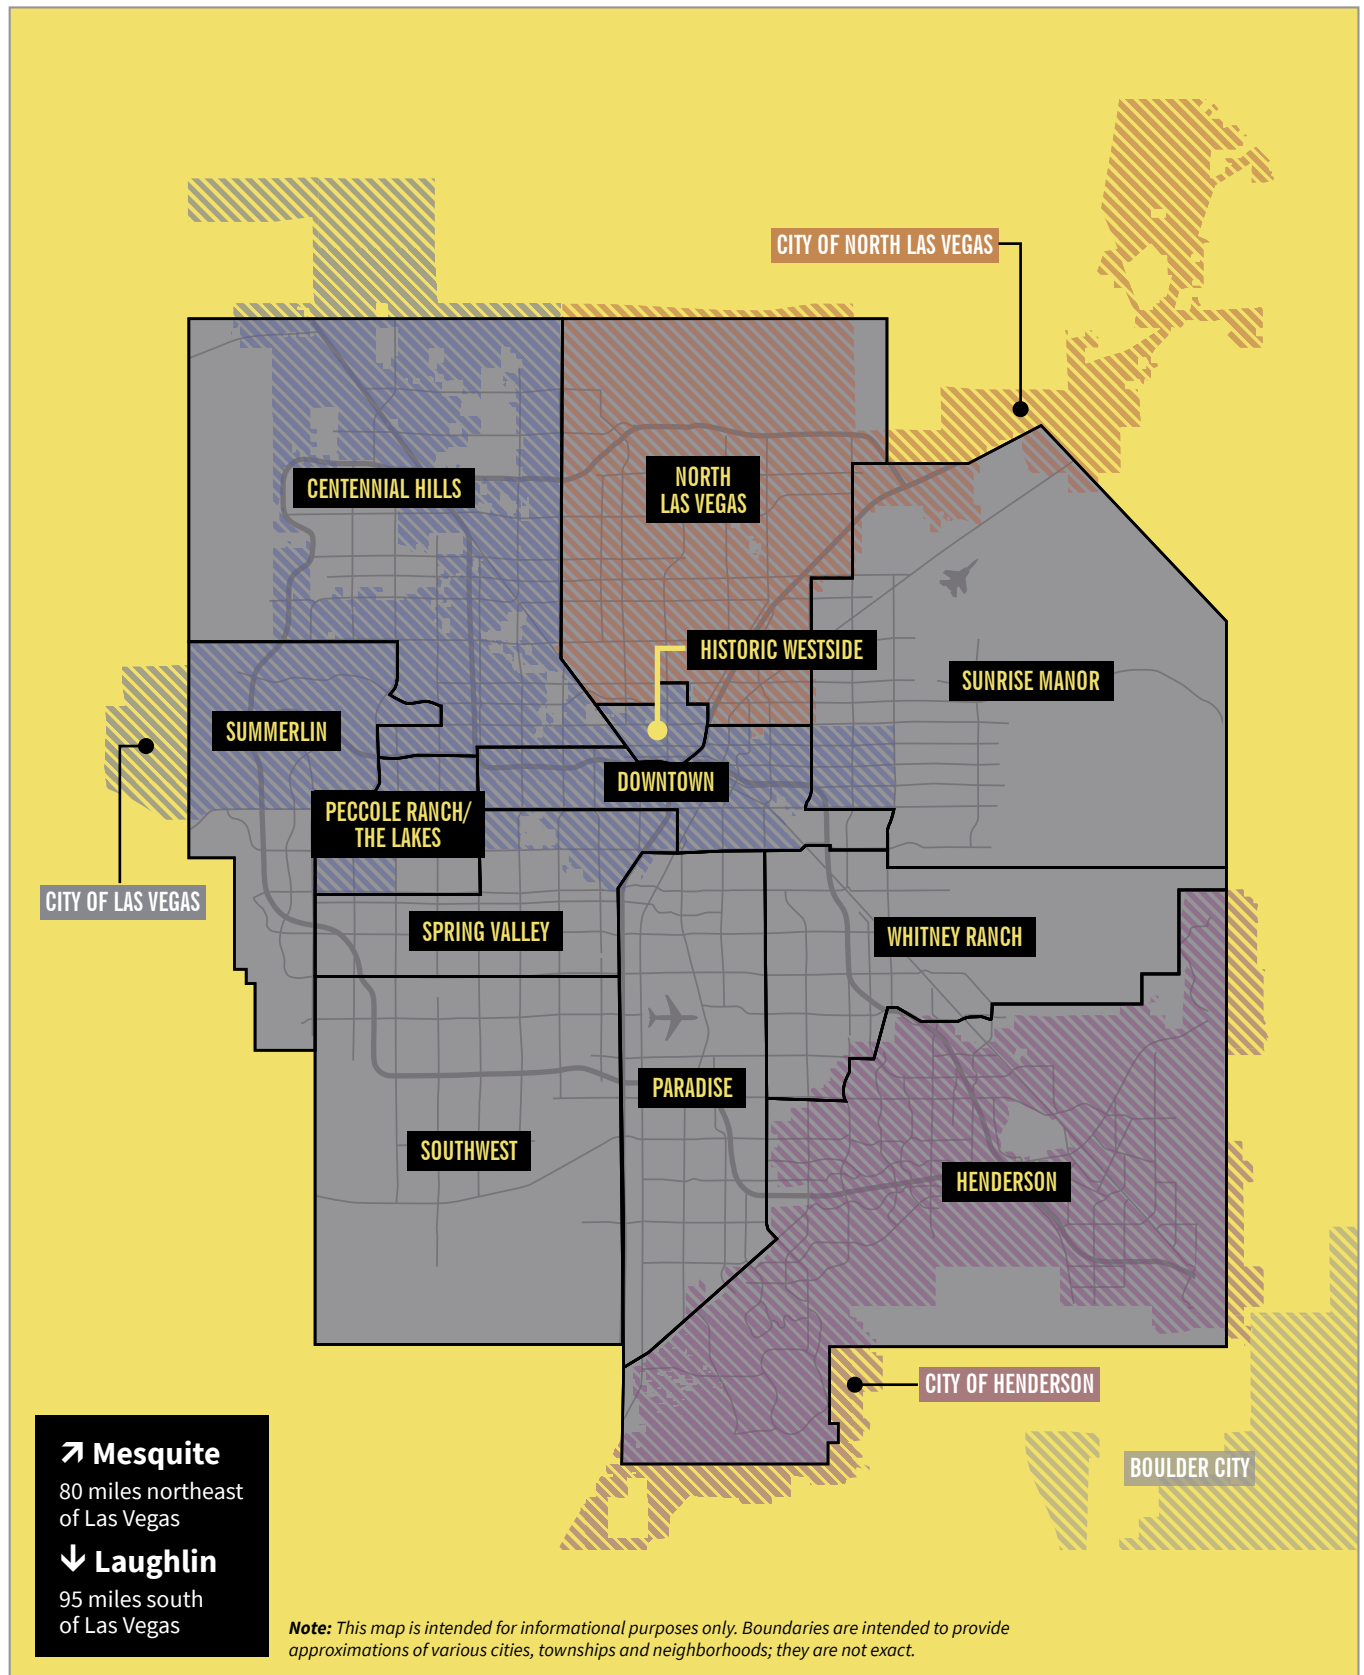 CITY OF NORTH LAS VEGAS
CENTENNIAL HILLS
NORTH
LAS VEGAS
HISTORIC WESTSIDE
SUNRISE MANOR
SUMMERLIN
DOWNTOWN
PECCOLE RANCH/
THE LAKES
CITY OF LAS VEGAS
SPRING VALLEY
WHITNEY RANCH
PARADISE
SOUTHWEST
HENDERSON
CITY OF HENDERSON
BOULDER CITY
Mesquite
80 miles northeast
of Las Vegas
Laughlin
95 miles south
of Las Vegas
Note: This map is intended for informational purposes only. Boundaries are intended to provide
approximations of various cities, townships and neighborhoods; they are not exact.